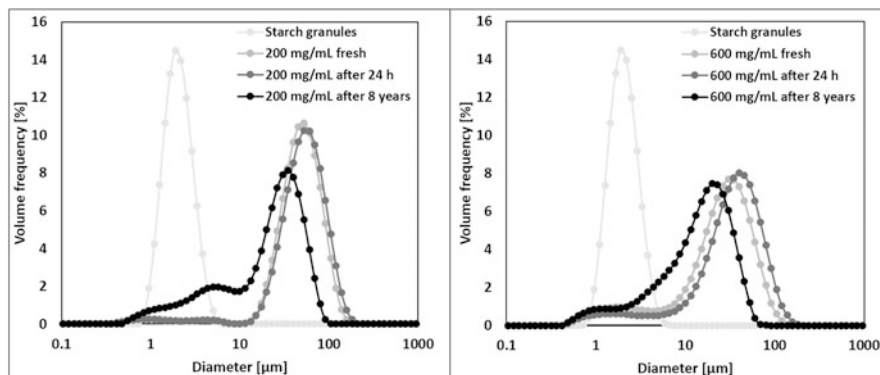 16
14
12
10
8
6
4
2
0
Volume frequency [%]
Starch granules
200 mg/mL fresh
200 mg/mL after 24 h
200 mg/mL after 8 years
0.1 1 10 100 1000
Diameter [µm]
16
14
12
10
8
6
4
2
0
Volume frequency [%]
Starch granules
600 mg/mL fresh
600 mg/mL after 24 h
600 mg/mL after 8 years
0.1 1 10 100 1000
Diameter [µm]